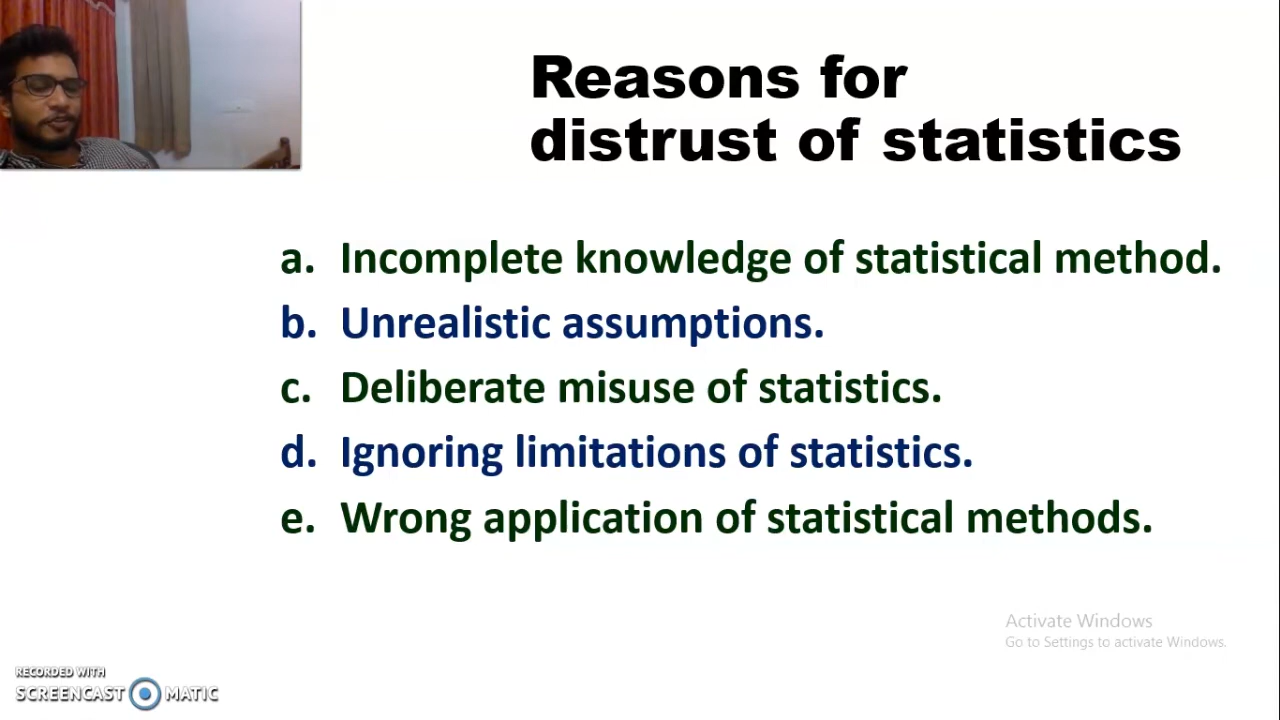 Reasons for
distrust of statistics
a. Incomplete knowledge of statistical method.
b. Unrealistic assumptions.
c. Deliberate misuse of statistics.
d. Ignoring limitations of statistics.
e. Wrong application of statistical methods.
Activate Windows
Go to Settings to activate Windows.
RECORDED WITH
SCREENCAST MATIC